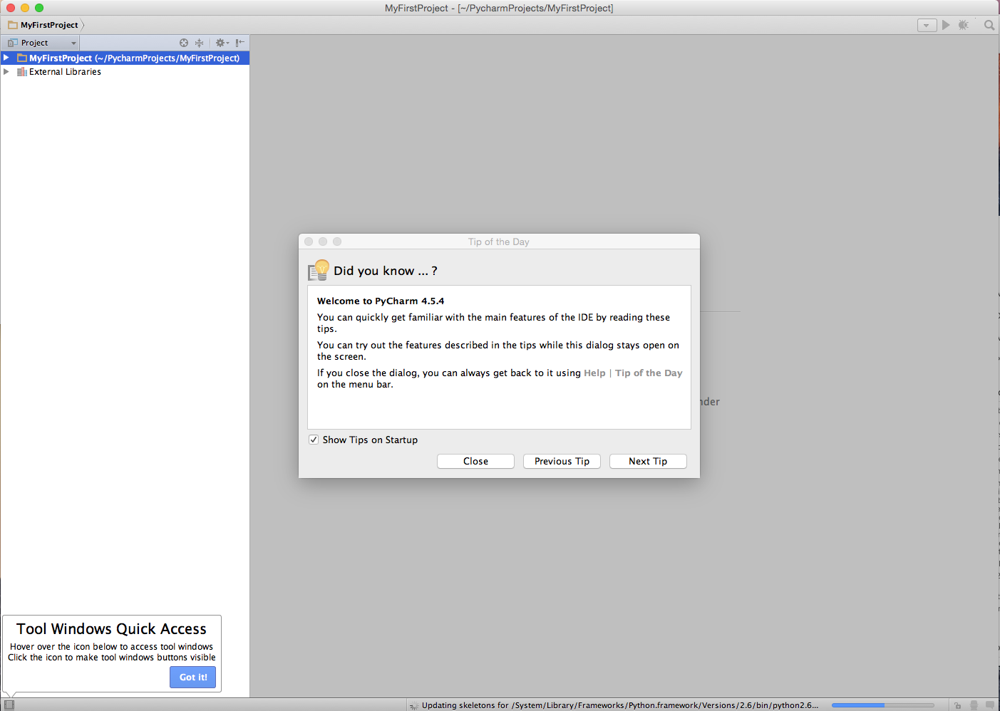 MyFirstProject - [~/PycharmProjects/MyFirstProject]
MyFirstProject
Project
MyFirstProject (~/PycharmProjects/MyFirstProject)
External Libraries
Tip of the Day
Did you know ... ?
Welcome to PyCharm 4.5.4
You can quickly get familiar with the main features of the IDE by reading these
tips.
You can try out the features described in the tips while this dialog stays open on
the screen.
If you close the dialog, you can always get back to it using Help | Tip of the Day
on the menu bar.
nder
Show Tips on Startup
Close
Previous Tip
Next Tip
Tool Windows Quick Access
Hover over the icon below to access tool windows
Click the icon to make tool windows buttons visible
Got it!
Updating skeletons for /System/Library/Frameworks/Python.framework/Versions/2.6/bin/python2.6...